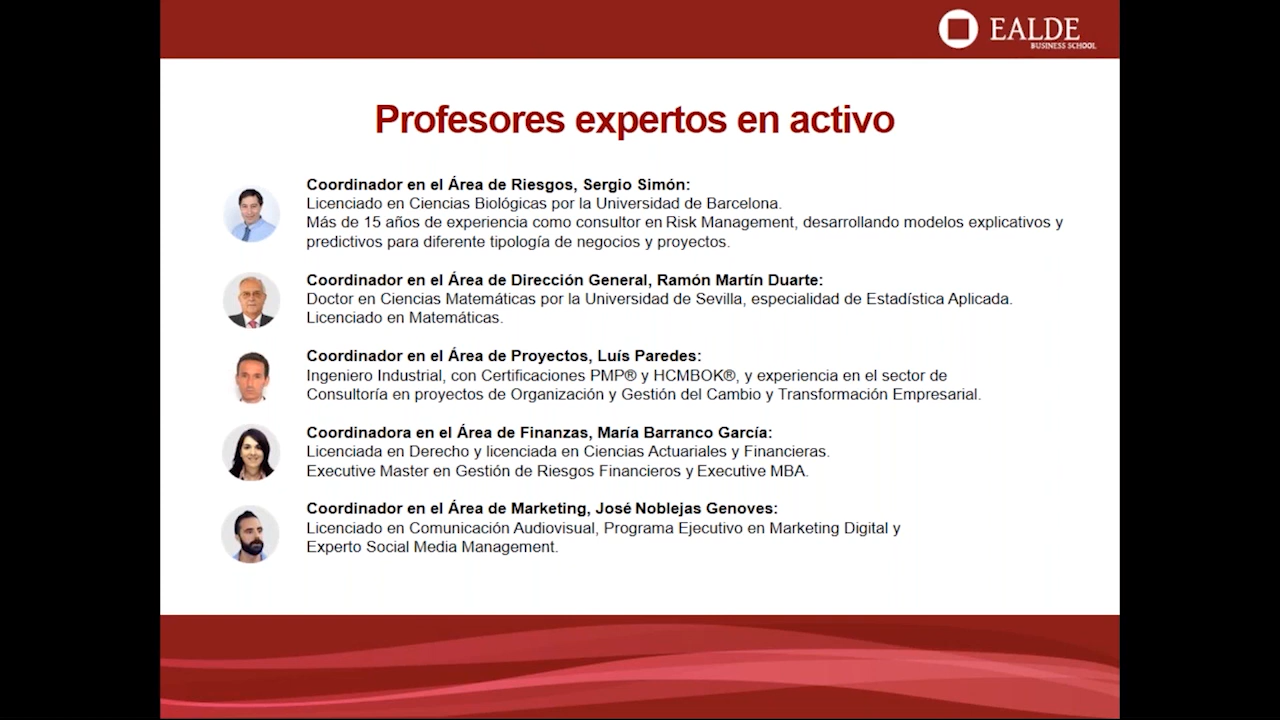 EALDE
BUSINESS SCHOOL
Profesores expertos en activo
Coordinador en el Área de Riesgos, Sergio Simón:
Licenciado en Ciencias Biológicas por la Universidad de Barcelona.
Más de 15 años de experiencia como consultor en Risk Management, desarrollando modelos explicativos y
predictivos para diferente tipología de negocios y proyectos.
Coordinador en el Área de Dirección General, Ramón Martín Duarte:
Doctor en Ciencias Matemáticas por la Universidad de Sevilla, especialidad de Estadística Aplicada.
Licenciado en Matemáticas.
Coordinador en el Área de Proyectos, Luís Paredes:
Ingeniero Industrial, con Certificaciones PMP® y HCMBOK®, y experiencia en el sector de
Consultoría en proyectos de Organización y Gestión del Cambio y Transformación Empresarial.
Coordinadora en el Área de Finanzas, María Barranco García:
Licenciada en Derecho y licenciada en Ciencias Actuariales y Financieras.
Executive Master en Gestión de Riesgos Financieros y Executive MBA.
Coordinador en el Área de Marketing, José Noblejas Genoves:
Licenciado en Comunicación Audiovisual, Programa Ejecutivo en Marketing Digital y
Experto Social Media Management.